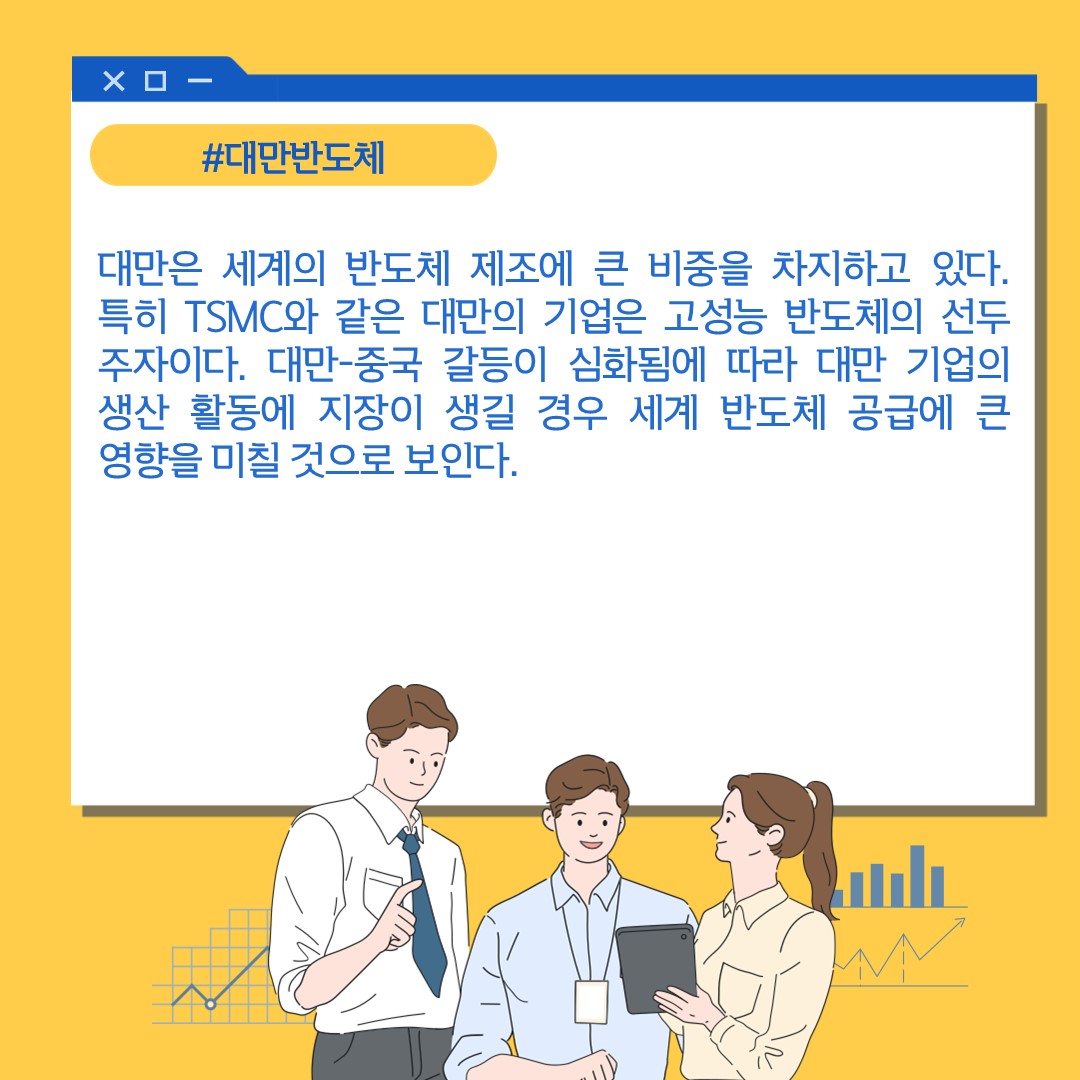 #대만반도체
대만은 세계의 반도체 제조에 큰 비중을 차지하고 있다.
특히 TSMC와 같은 대만의 기업은 고성능 반도체의 선두
주자이다. 대만-중국 갈등이 심화됨에 따라 대만 기업의
생산 활동에 지장이 생길 경우 세계 반도체 공급에 큰
영향을 미칠 것으로 보인다.